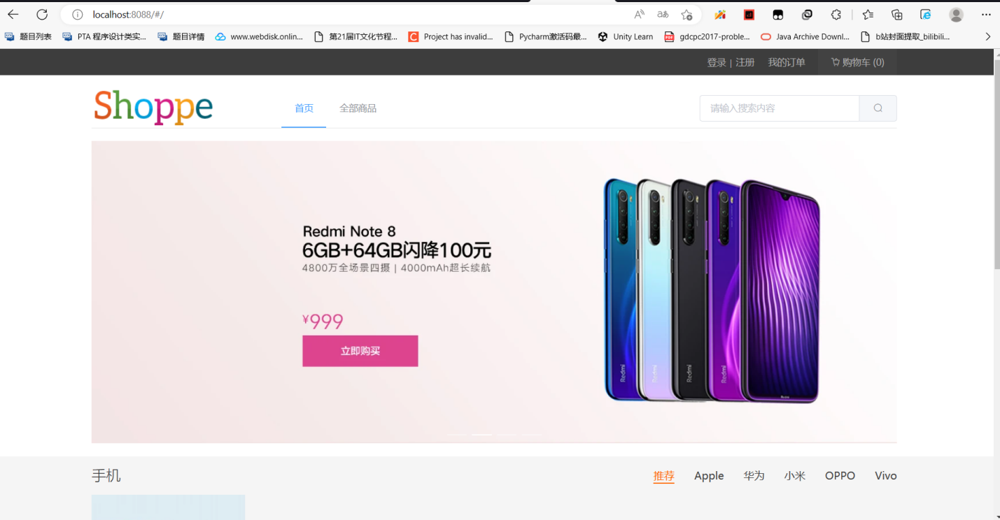 localhost:8088/#/
题目列表 PTA 程序设计类实... 题目详情 www.webdisk.onlin... 第21届IT文化节程... Project has invalid... Pycharm激活码最... Unity Learn gdcpc2017-proble... Java Archive Downl... b站封面提取_bilibili...
登录 | 注册 我的订单 购物车 (0)
Shoppe 首页 全部商品 请输入搜索内容
Redmi Note 8
6GB+64GB闪降100元
4800万全场景四摄 | 4000mAh超长续航
¥999
立即购买
Redmi Redmi Redmi Redmi
手机 推荐 Apple 华为 小米 OPPO Vivo